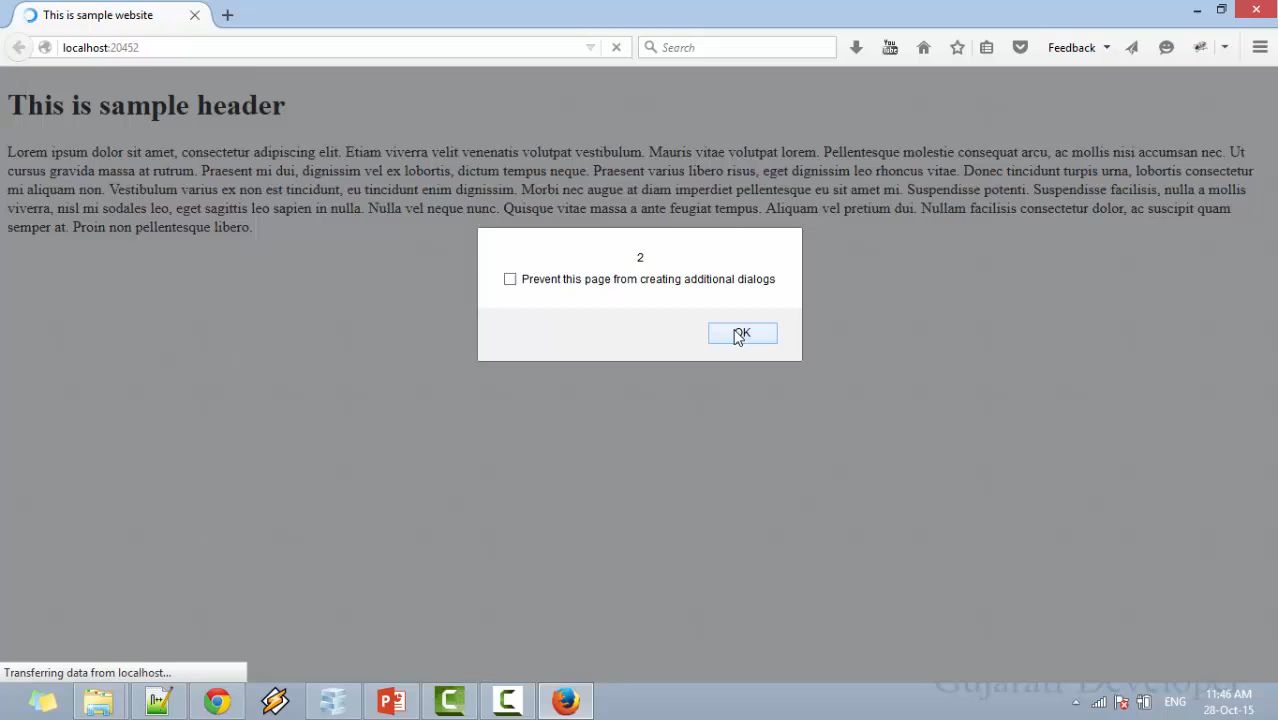 This is sample website
localhost:20452
Search
Feedback
This is sample header
Lorem ipsum dolor sit amet, consectetur adipiscing elit. Etiam viverra velit venenatis volutpat vestibulum. Mauris vitae volutpat lorem. Pellentesque molestie consequat arcu, ac mollis nisi accumsan nec. Ut
cursus gravida massa at rutrum. Praesent mi dui, dignissim vel ex lobortis, dictum tempus neque. Praesent varius libero risus, eget dignissim leo rhoncus vitae. Donec tincidunt turpis urna, lobortis consectetur
mi aliquam non. Vestibulum varius ex non est tincidunt, eu tincidunt enim dignissim. Morbi nec augue at diam imperdiet pellentesque eu sit amet mi. Suspendisse potenti. Suspendisse facilisis, nulla a mollis
viverra, nisl mi sodales leo, eget sagittis leo sapien in nulla. Nulla vel neque nunc. Quisque vitae massa a ante feugiat tempus. Aliquam vel pretium dui. Nullam facilisis consectetur dolor, ac suscipit quam
semper at. Proin non pellentesque libero.
2
Prevent this page from creating additional dialogs
OK
Transferring data from localhost...
Gujarati Developer
ENG
11:46 AM
28-Oct-15